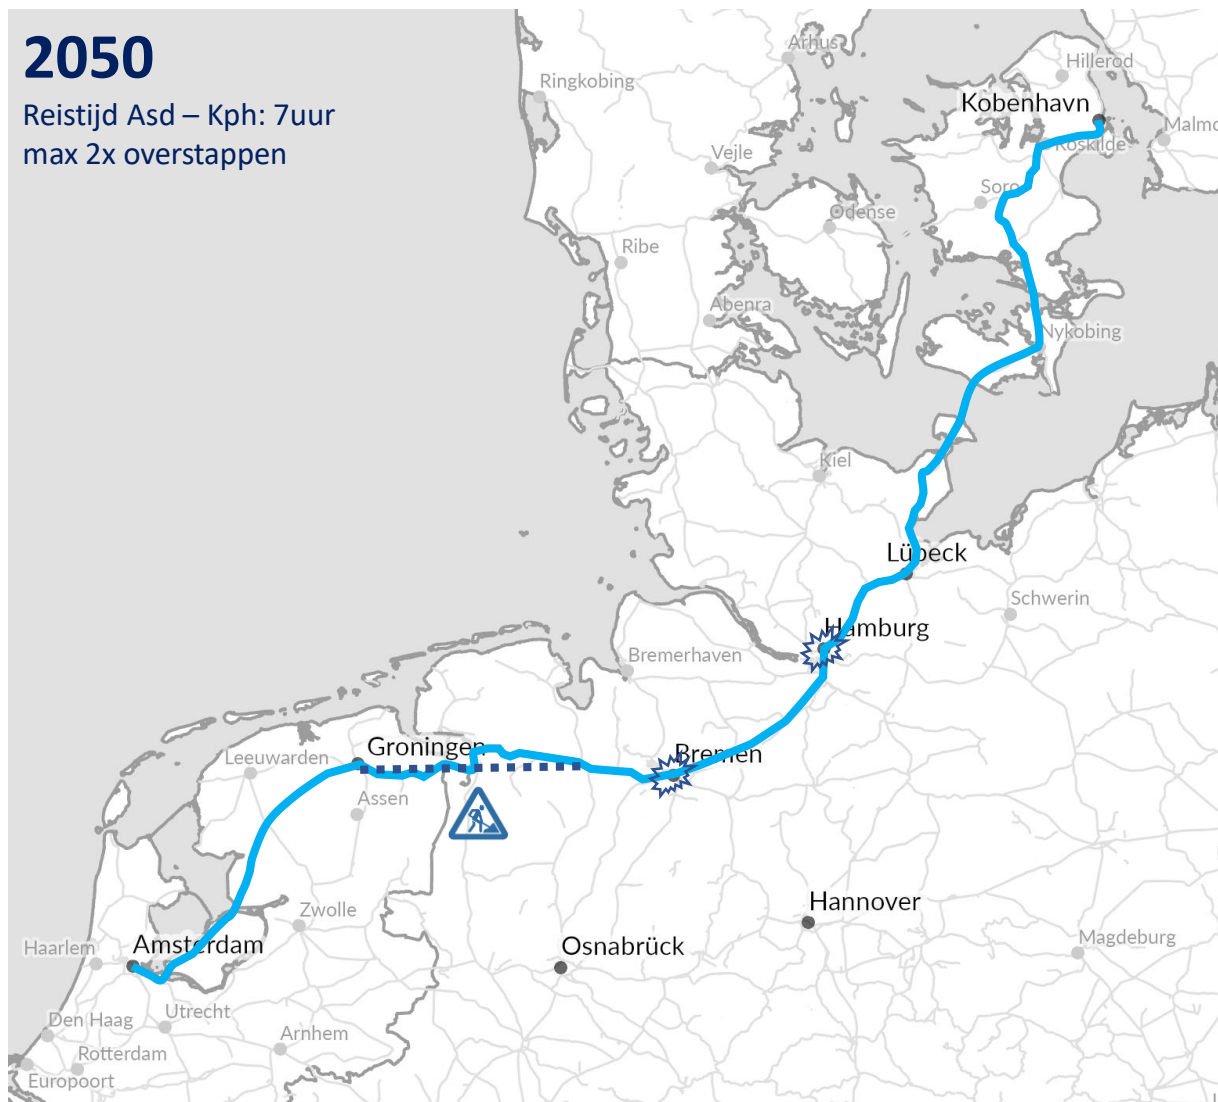 2050
Reistijd Asd – Kph: 7uur
max 2x overstappen
Arhus
Hillerod
Ringkobing
Kobenhavn
Malmo
Roskilde
Vejle
Soro
Odense
Ribe
Abenra
Nykobing
Kiel
Lübeck
Schwerin
Hamburg
Bremerhaven
Groningen
Bremen
Leeuwarden
Assen
Hannover
Zwolle
Magdeburg
Haarlem
Amsterdam
Osnabrück
Utrecht
Den Haag
Arnhem
Rotterdam
Europoort